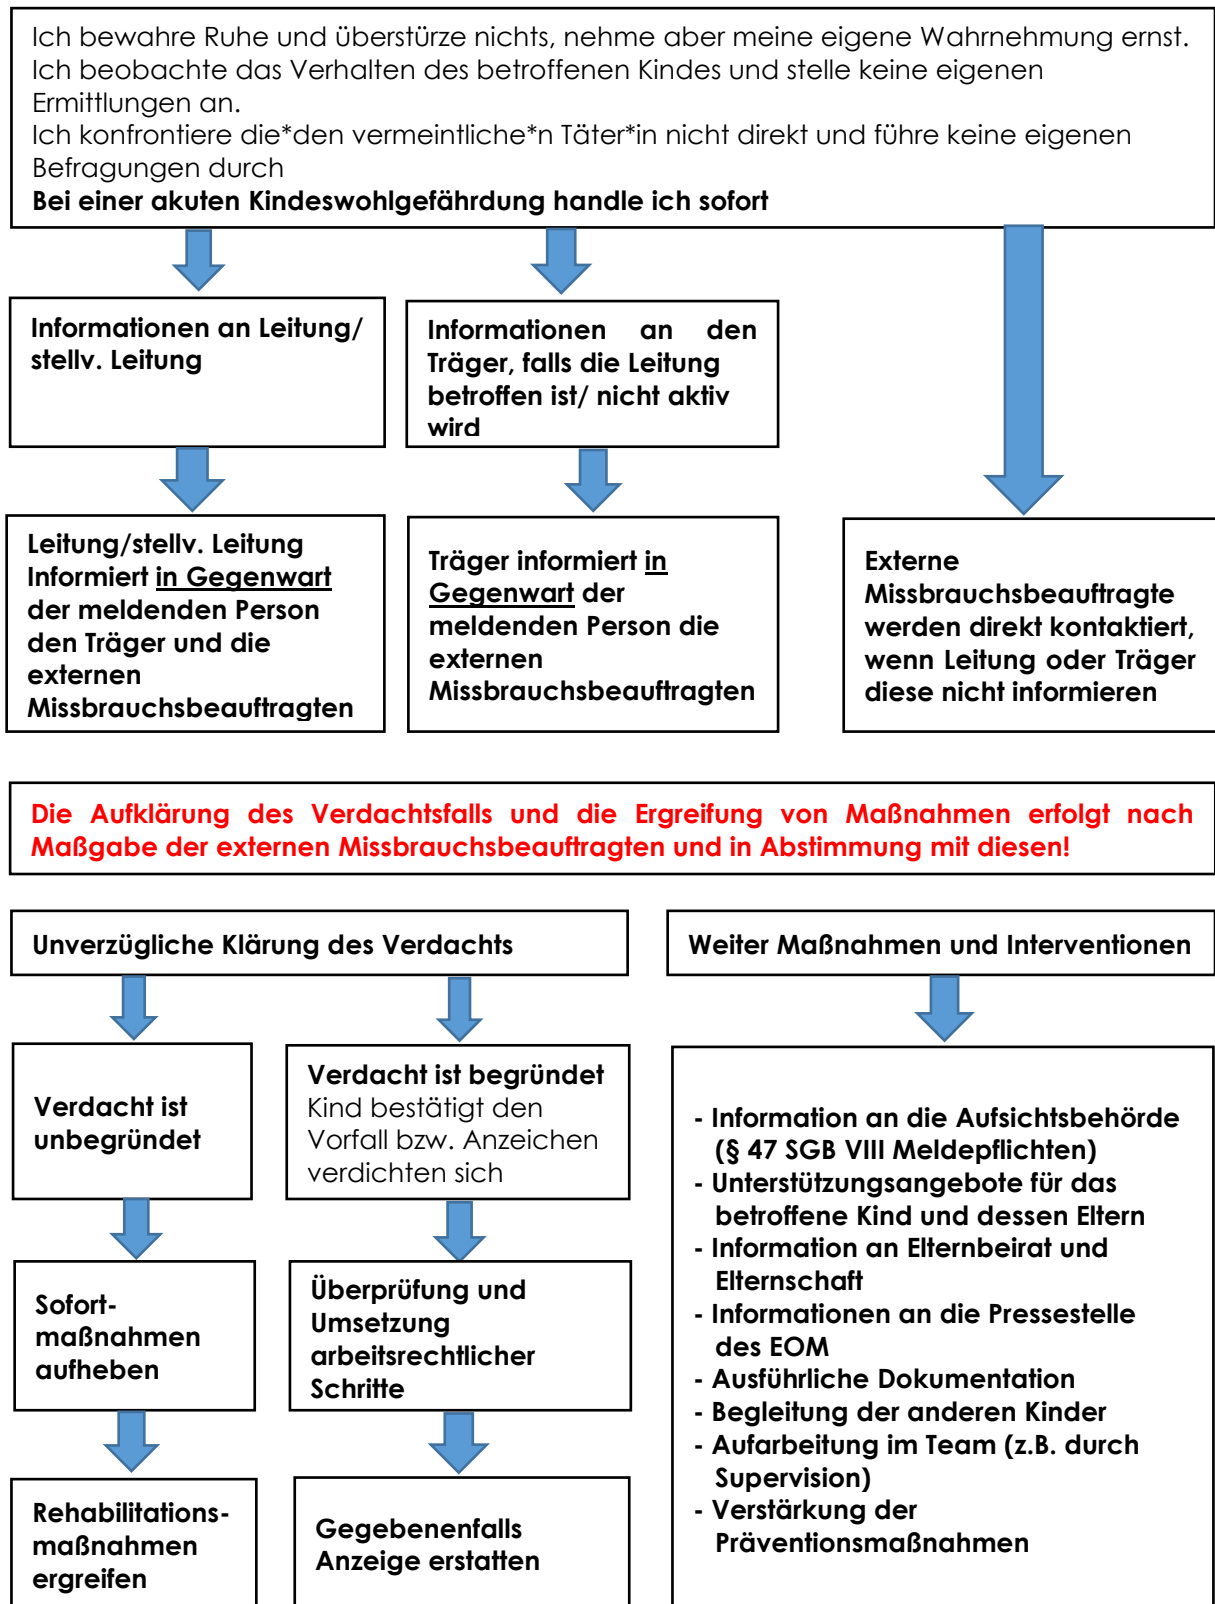 Ich bewahre Ruhe und überstürze nichts, nehme aber meine eigene Wahrnehmung ernst.
Ich beobachte das Verhalten des betroffenen Kindes und stelle keine eigenen
Ermittlungen an.
Ich konfrontiere die*den vermeintliche*n Täter*in nicht direkt und führe keine eigenen
Befragungen durch
Bei einer akuten Kindeswohlgefährdung handle ich sofort
Informationen an Leitung/
stellv. Leitung
Informationen an den
Träger, falls die Leitung
betroffen ist/ nicht aktiv
wird
Leitung/stellv. Leitung
Informiert in Gegenwart
der meldenden Person
den Träger und die
externen
Missbrauchsbeauftragten
Träger informiert in
Gegenwart der
meldenden Person die
externen
Missbrauchsbeauftragten
Externe
Missbrauchsbeauftragte
werden direkt kontaktiert,
wenn Leitung oder Träger
diese nicht informieren
Die Aufklärung des Verdachtsfalls und die Ergreifung von Maßnahmen erfolgt nach
Maßgabe der externen Missbrauchsbeauftragten und in Abstimmung mit diesen!
Unverzügliche Klärung des Verdachts
Weiter Maßnahmen und Interventionen
Verdacht ist
unbegründet
Verdacht ist begründet
Kind bestätigt den
Vorfall bzw. Anzeichen
verdichten sich
Sofort-
maßnahmen
aufheben
Überprüfung und
Umsetzung
arbeitsrechtlicher
Schritte
Rehabilitations-
maßnahmen
ergreifen
Gegebenenfalls
Anzeige erstatten
- Information an die Aufsichtsbehörde
(§ 47 SGB VIII Meldepflichten)
- Unterstützungsangebote für das
betroffene Kind und dessen Eltern
- Information an Elternbeirat und
Elternschaft
- Informationen an die Pressestelle
des EOM
- Ausführliche Dokumentation
- Begleitung der anderen Kinder
- Aufarbeitung im Team (z.B. durch
Supervision)
- Verstärkung der
Präventionsmaßnahmen